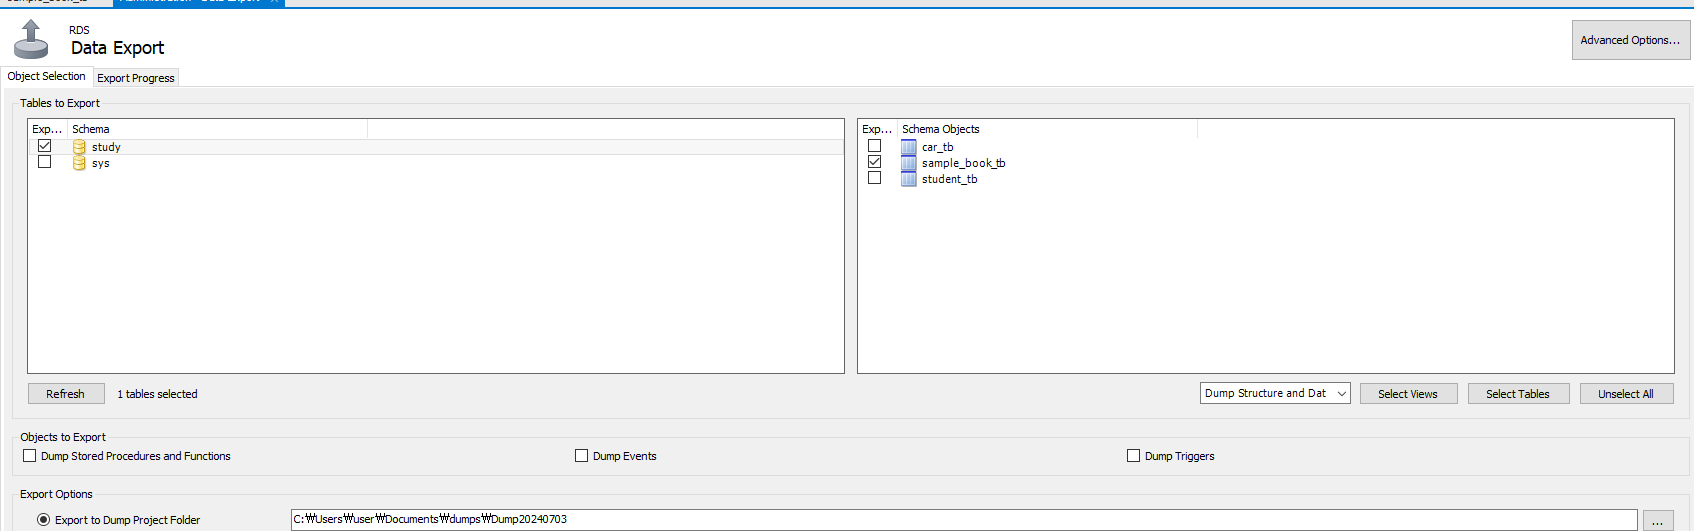 RDS
Data Export
Advanced Options...
Object Selection
Export Progress
Tables to Export
Exp... Schema
study
sys
Exp... Schema Objects
car_tb
sample_book_tb
student_tb
Refresh
1 tables selected
Dump Structure and Dat
Select Views
Select Tables
Unselect All
Objects to Export
Dump Stored Procedures and Functions
Dump Events
Dump Triggers
Export Options
Export to Dump Project Folder
C:₩Users₩user₩Documents₩dumps₩Dump20240703
...